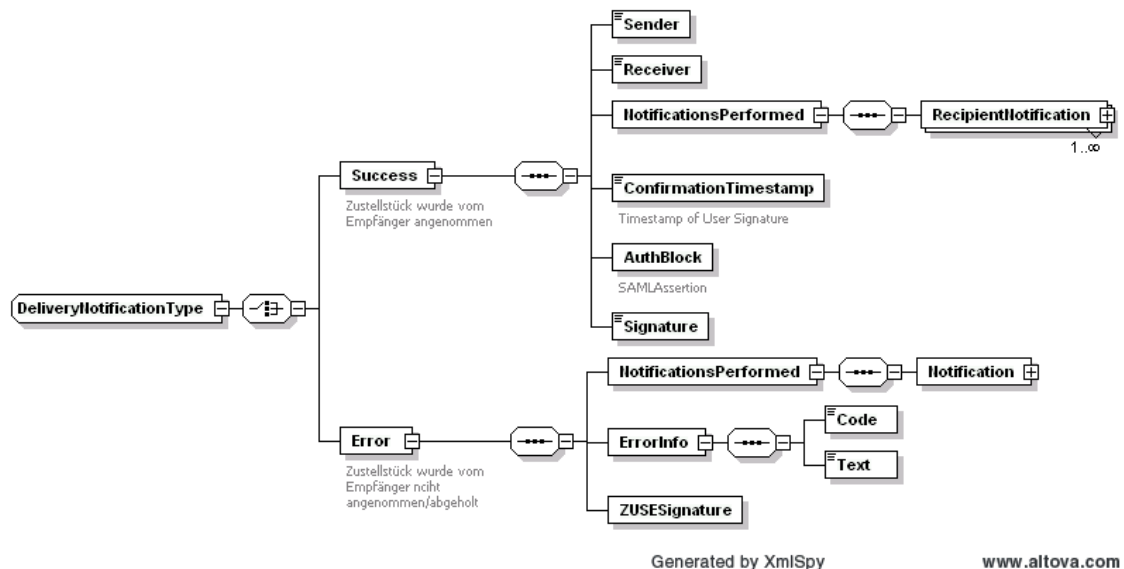 Sender
Receiver
NotificationsPerformed
RecipientNotification
1..∞
Success
Zustellstück wurde vom
Empfänger angenommen
ConfirmationTimestamp
Timestamp of User Signature
AuthBlock
SAMLAssertion
Signature
DeliveryNotificationType
NotificationsPerformed
Notification
Error
Zustellstück wurde vom
Empfänger nciht
angenommen/abgeholt
ErrorInfo
Code
Text
ZUSESignature
Generated by XmlSpy
www.altova.com